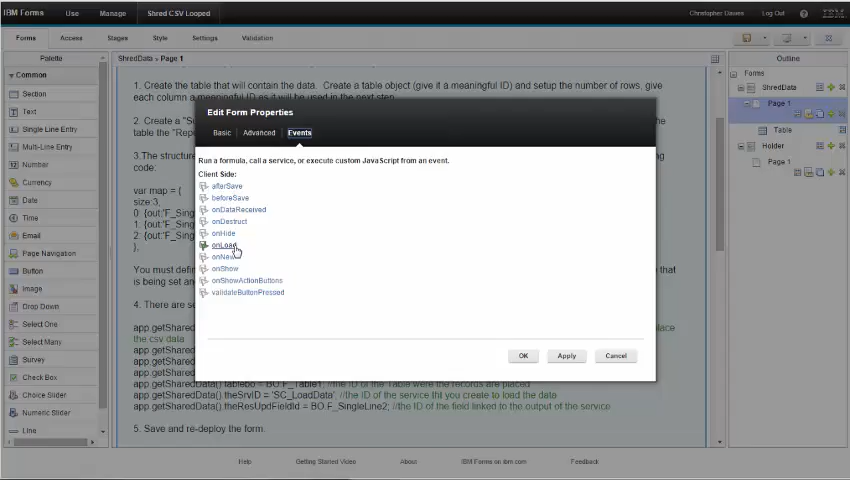 IBM Forms Use Manage Shred CSV Looped Christopher Dawes Log Out IBM
Forms Access Stages Style Settings Validation
Palette
Common
Section
Text
Single Line Entry
Multi-Line Entry
Number
Currency
Date
Time
Email
Page Navigation
Button
Image
Drop Down
Select One
Select Many
Survey
Check Box
Choice Slider
Numeric Slider
Line
ShredData > Page 1
1. Create the table that will contain the data. Create a table object (give it a meaningful ID) and setup the number of rows, give
each column a meaningful ID as it will be used in the next step.
2. Create a "Se
the table the "Repe
3.The structure
code:
var map = {
size:3,
0: {out:'F_Sing
1: {out:'F_Sing
2: {out:'F_Sing
},
You must defin
that
is being set an
4. There are se
app.getShared
place
the csv data
app.getShared
app.getShared
app.getShared
app.getSharedData().tablebo = BO.F_Table1; //the ID of the Table were the records are placed
app.getSharedData().theSrvID = 'SC_LoadData'; //the ID of the service tht you create to load the data
app.getSharedData().theResUpdFieldId = BO.F_SingleLine2; //the ID of the field linked to the output of the service
5. Save and re-deploy the form.
Edit Form Properties
Basic Advanced Events
Run a formula, call a service, or execute custom JavaScript from an event.
Client Side:
afterSave
beforeSave
onDataReceived
onDestruct
onHide
onLoad
onNew
onShow
onShowActionButtons
validateButtonPressed
OK Apply Cancel
Outline
Forms
ShredData
Page 1
Table
Holder
Page 1
Help Getting Started Video About IBM Forms on ibm.com Feedback